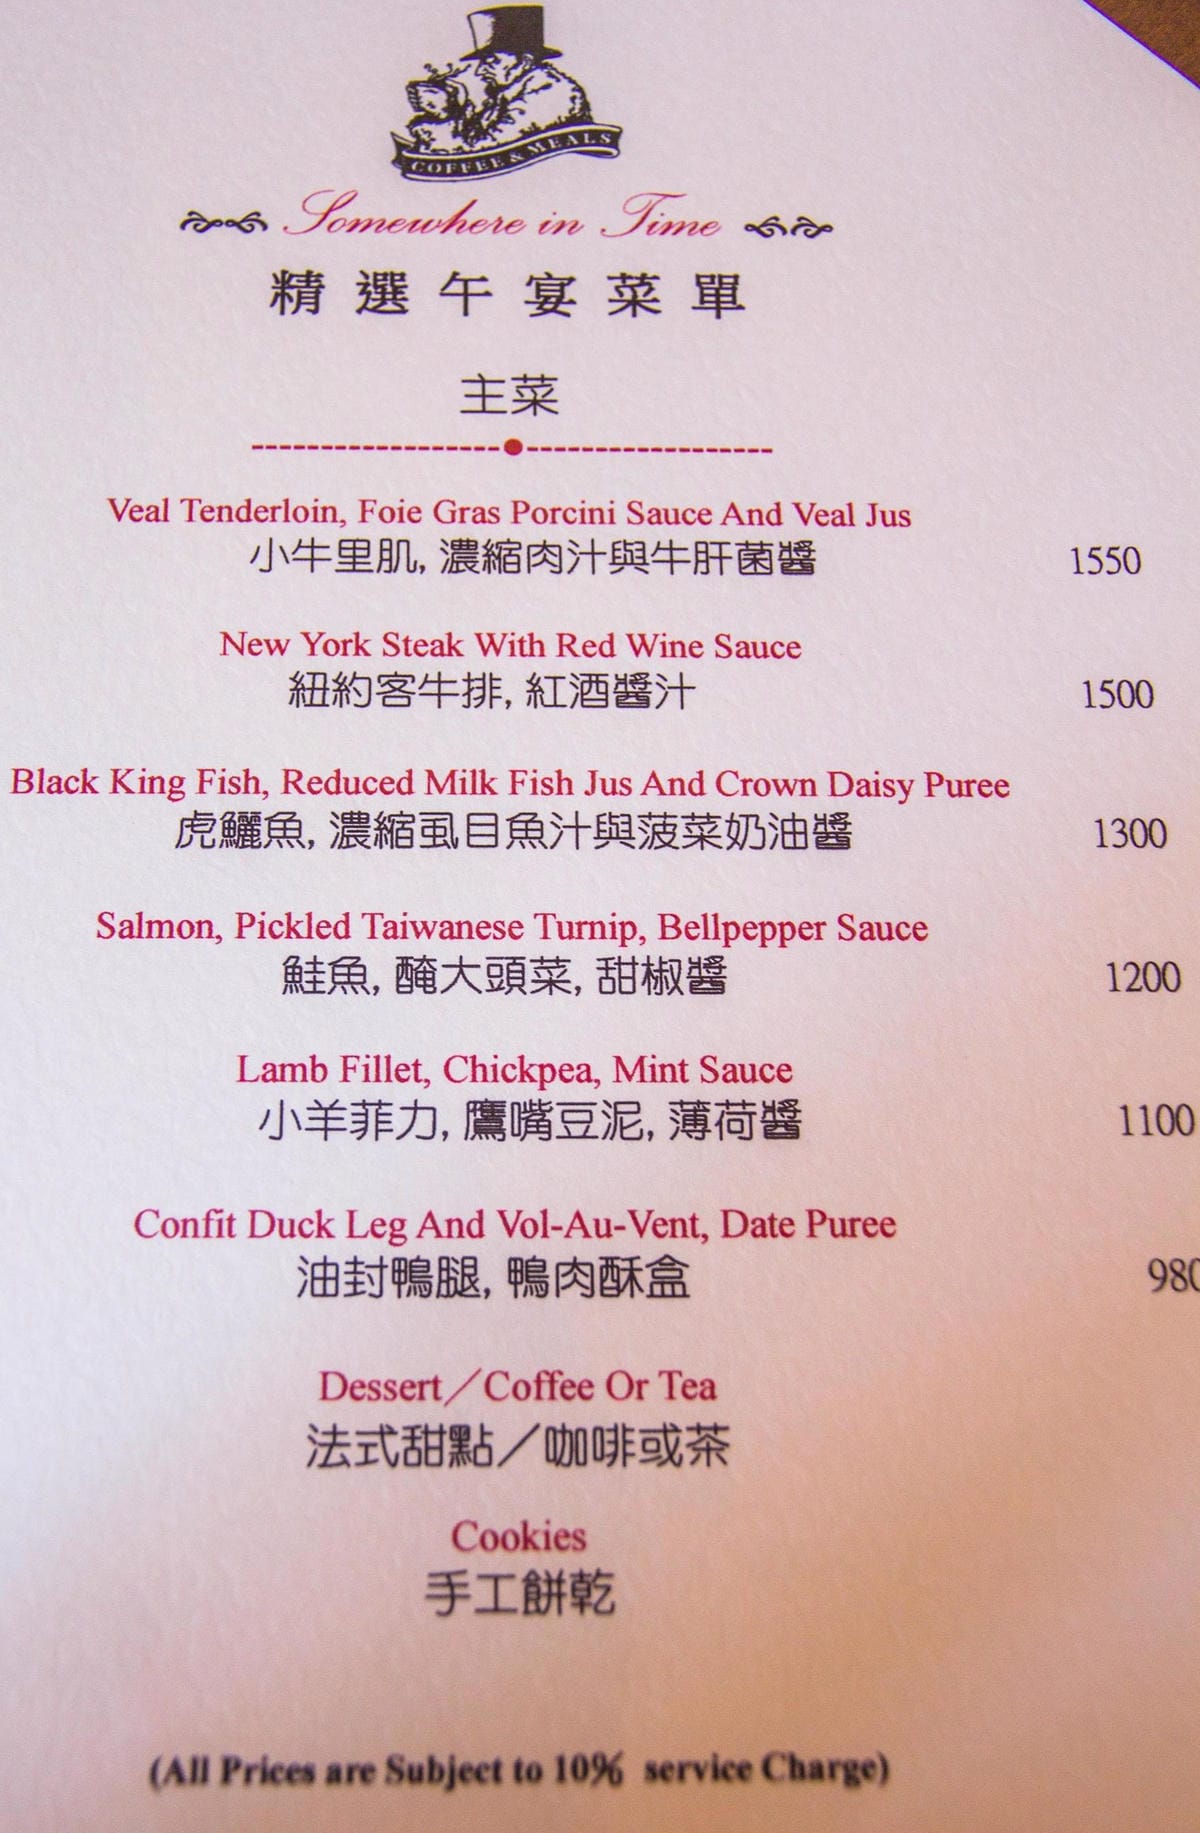 COFFEE & MEALS
Somewhere in Time
精選午宴菜單
主菜
Veal Tenderloin, Foie Gras Porcini Sauce And Veal Jus
小牛里肌, 濃縮肉汁與牛肝菌醬 1550
New York Steak With Red Wine Sauce
紐約客牛排, 紅酒醬汁 1500
Black King Fish, Reduced Milk Fish Jus And Crown Daisy Puree
虎鱺魚, 濃縮虱目魚汁與菠菜奶油醬 1300
Salmon, Pickled Taiwanese Turnip, Bellpepper Sauce
鮭魚, 醃大頭菜, 甜椒醬 1200
Lamb Fillet, Chickpea, Mint Sauce
小羊菲力, 鷹嘴豆泥, 薄荷醬 1100
Confit Duck Leg And Vol-Au-Vent, Date Puree
油封鴨腿, 鴨肉酥盒 980
Dessert／Coffee Or Tea
法式甜點／咖啡或茶
Cookies
手工餅乾
(All Prices are Subject to 10% service Charge)